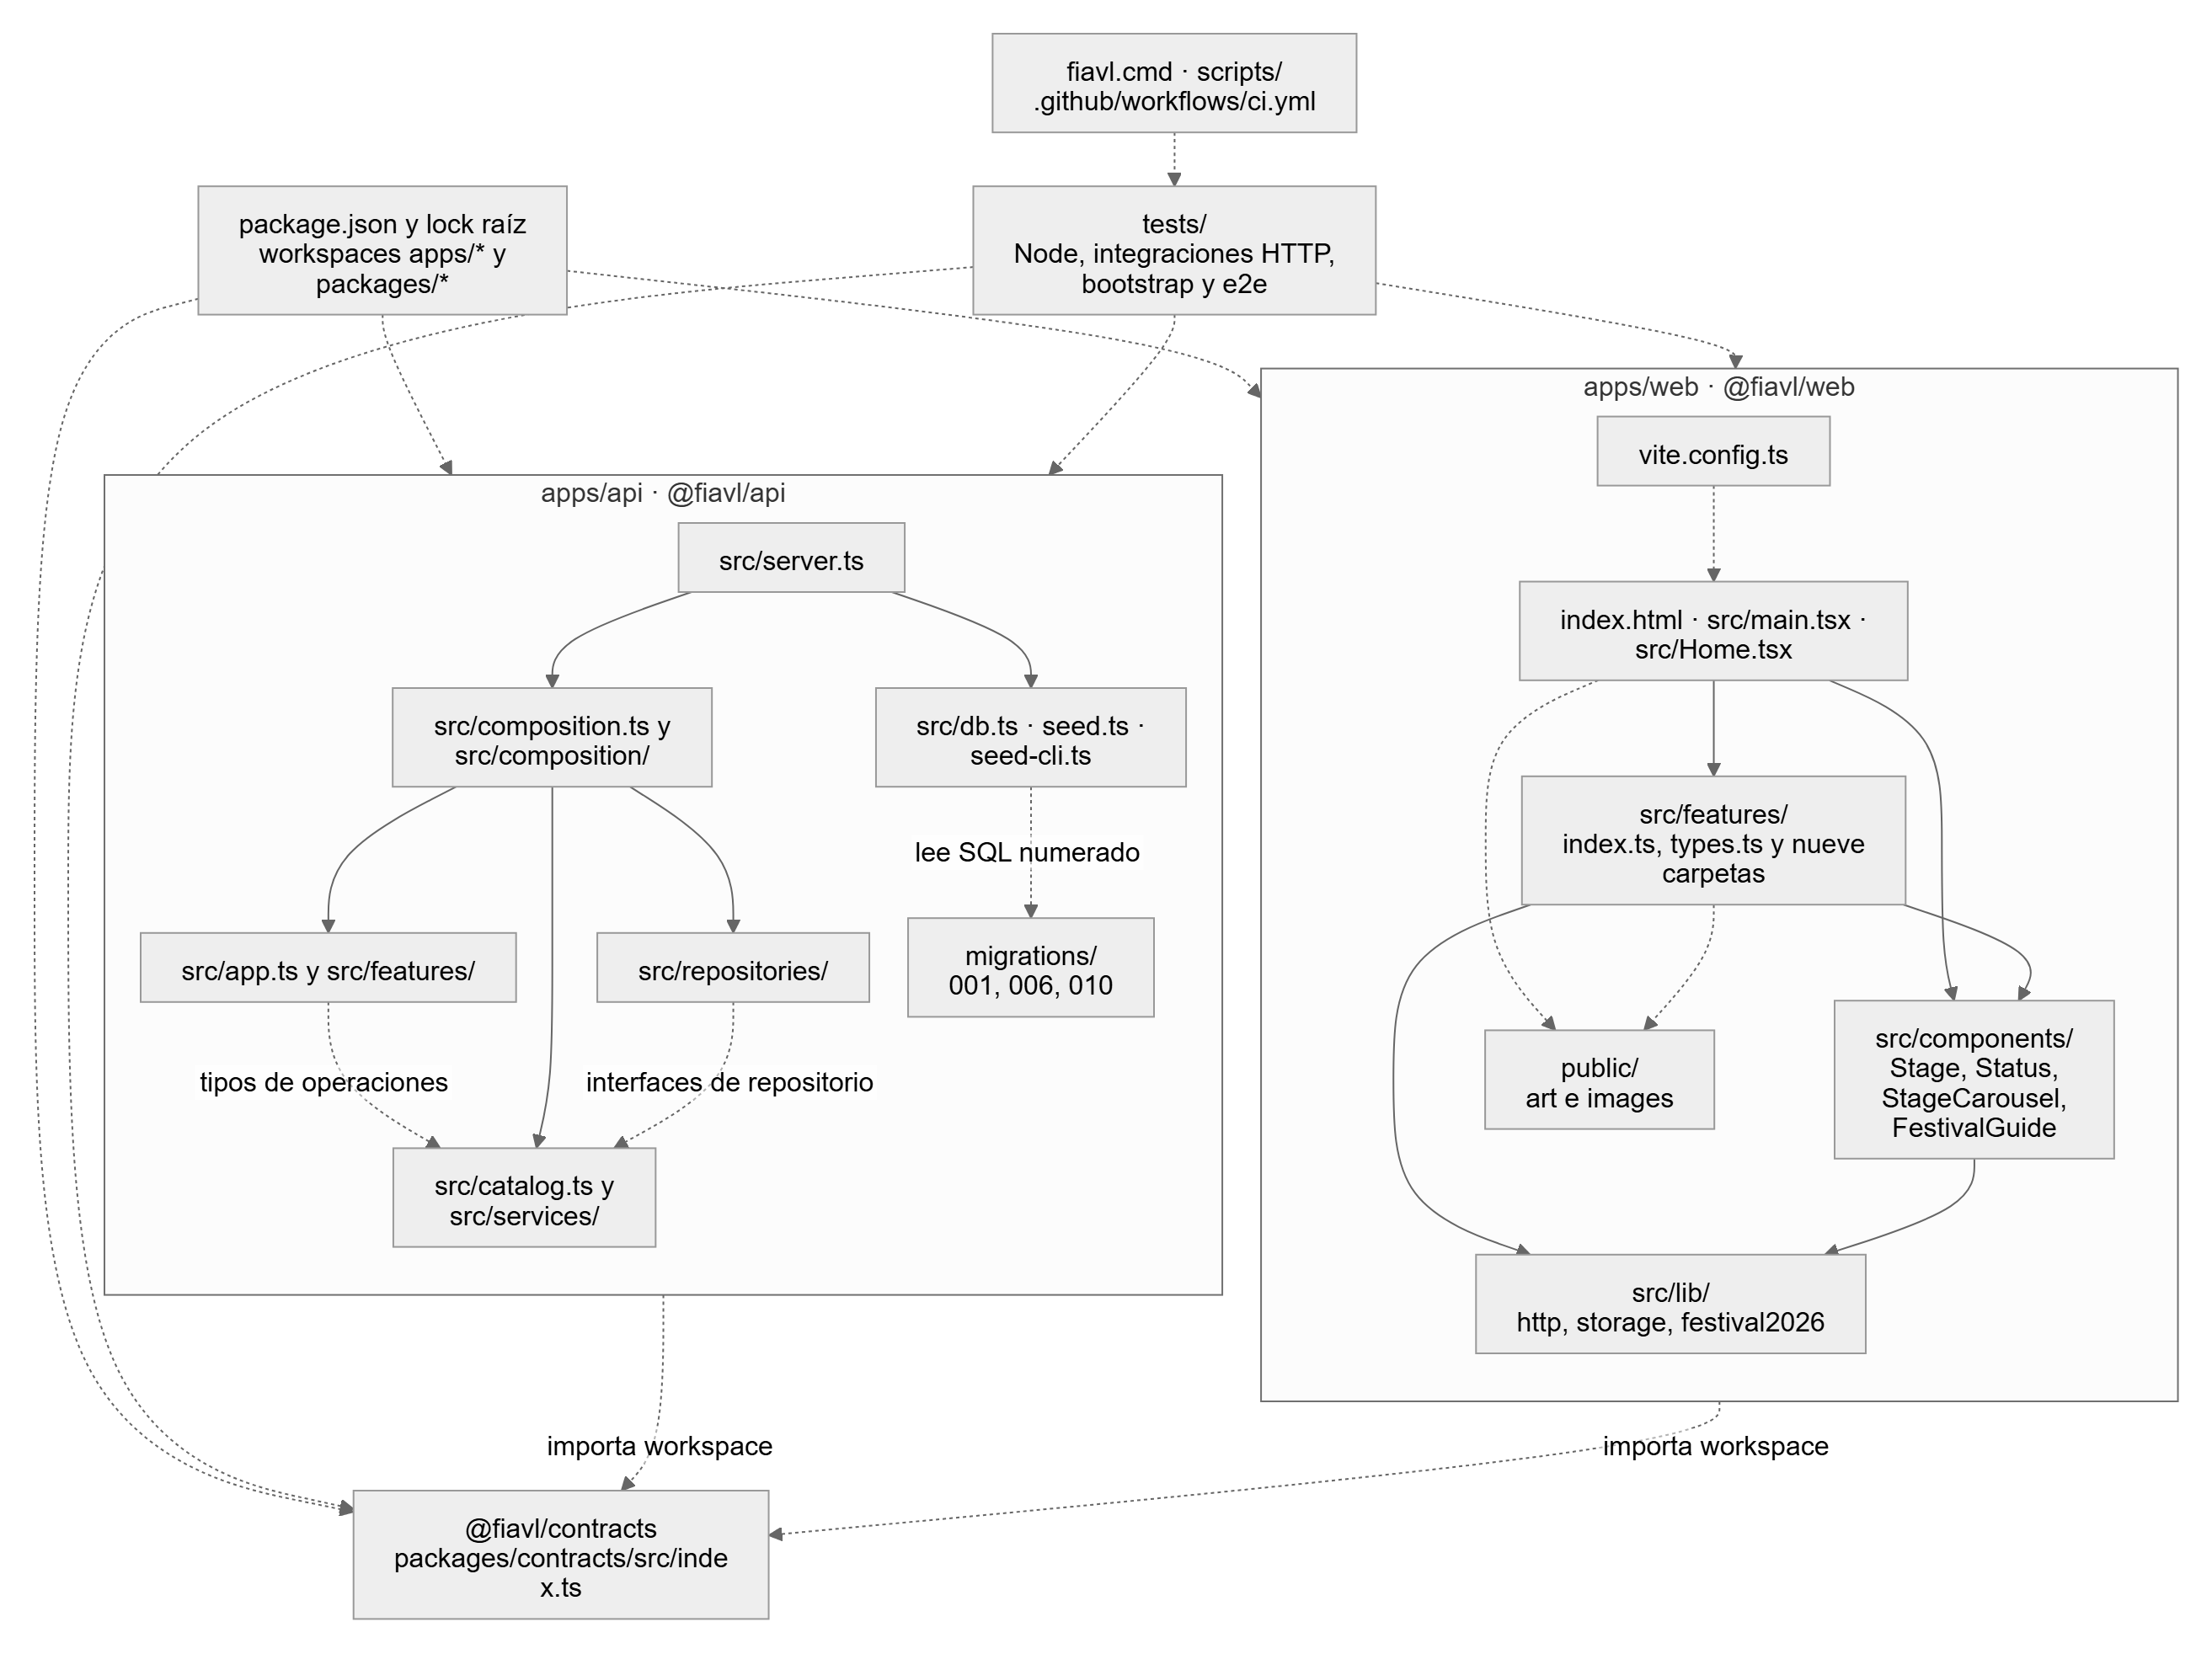 fiavl.cmd · scripts/
.github/workflows/ci.yml
package.json y lock raíz
workspaces apps/* y
packages/*
tests/
Node, integraciones HTTP,
bootstrap y e2e
apps/api · @fiavl/api
src/server.ts
src/composition.ts y
src/composition/
src/db.ts · seed.ts ·
seed-cli.ts
lee SQL numerado
src/app.ts y src/features/
src/repositories/
migrations/
001, 006, 010
tipos de operaciones
interfaces de repositorio
src/catalog.ts y
src/services/
apps/web · @fiavl/web
vite.config.ts
index.html · src/main.tsx ·
src/Home.tsx
src/features/
index.ts, types.ts y nueve
carpetas
public/
art e images
src/components/
Stage, Status,
StageCarousel,
FestivalGuide
src/lib/
http, storage, festival2026
importa workspace
importa workspace
@fiavl/contracts
packages/contracts/src/inde
x.ts